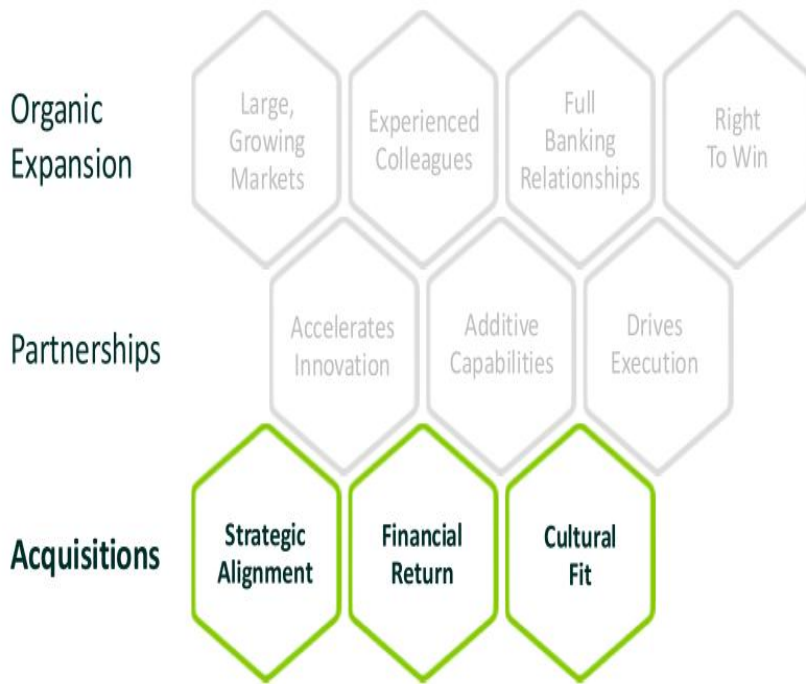 Organic
Expansion
Large,
Growing
Markets
Experienced
Colleagues
Full
Banking
Relationships
Right
To Win
Partnerships
Accelerates
Innovation
Additive
Capabilities
Drives
Execution
Acquisitions
Strategic
Alignment
Financial
Return
Cultural
Fit